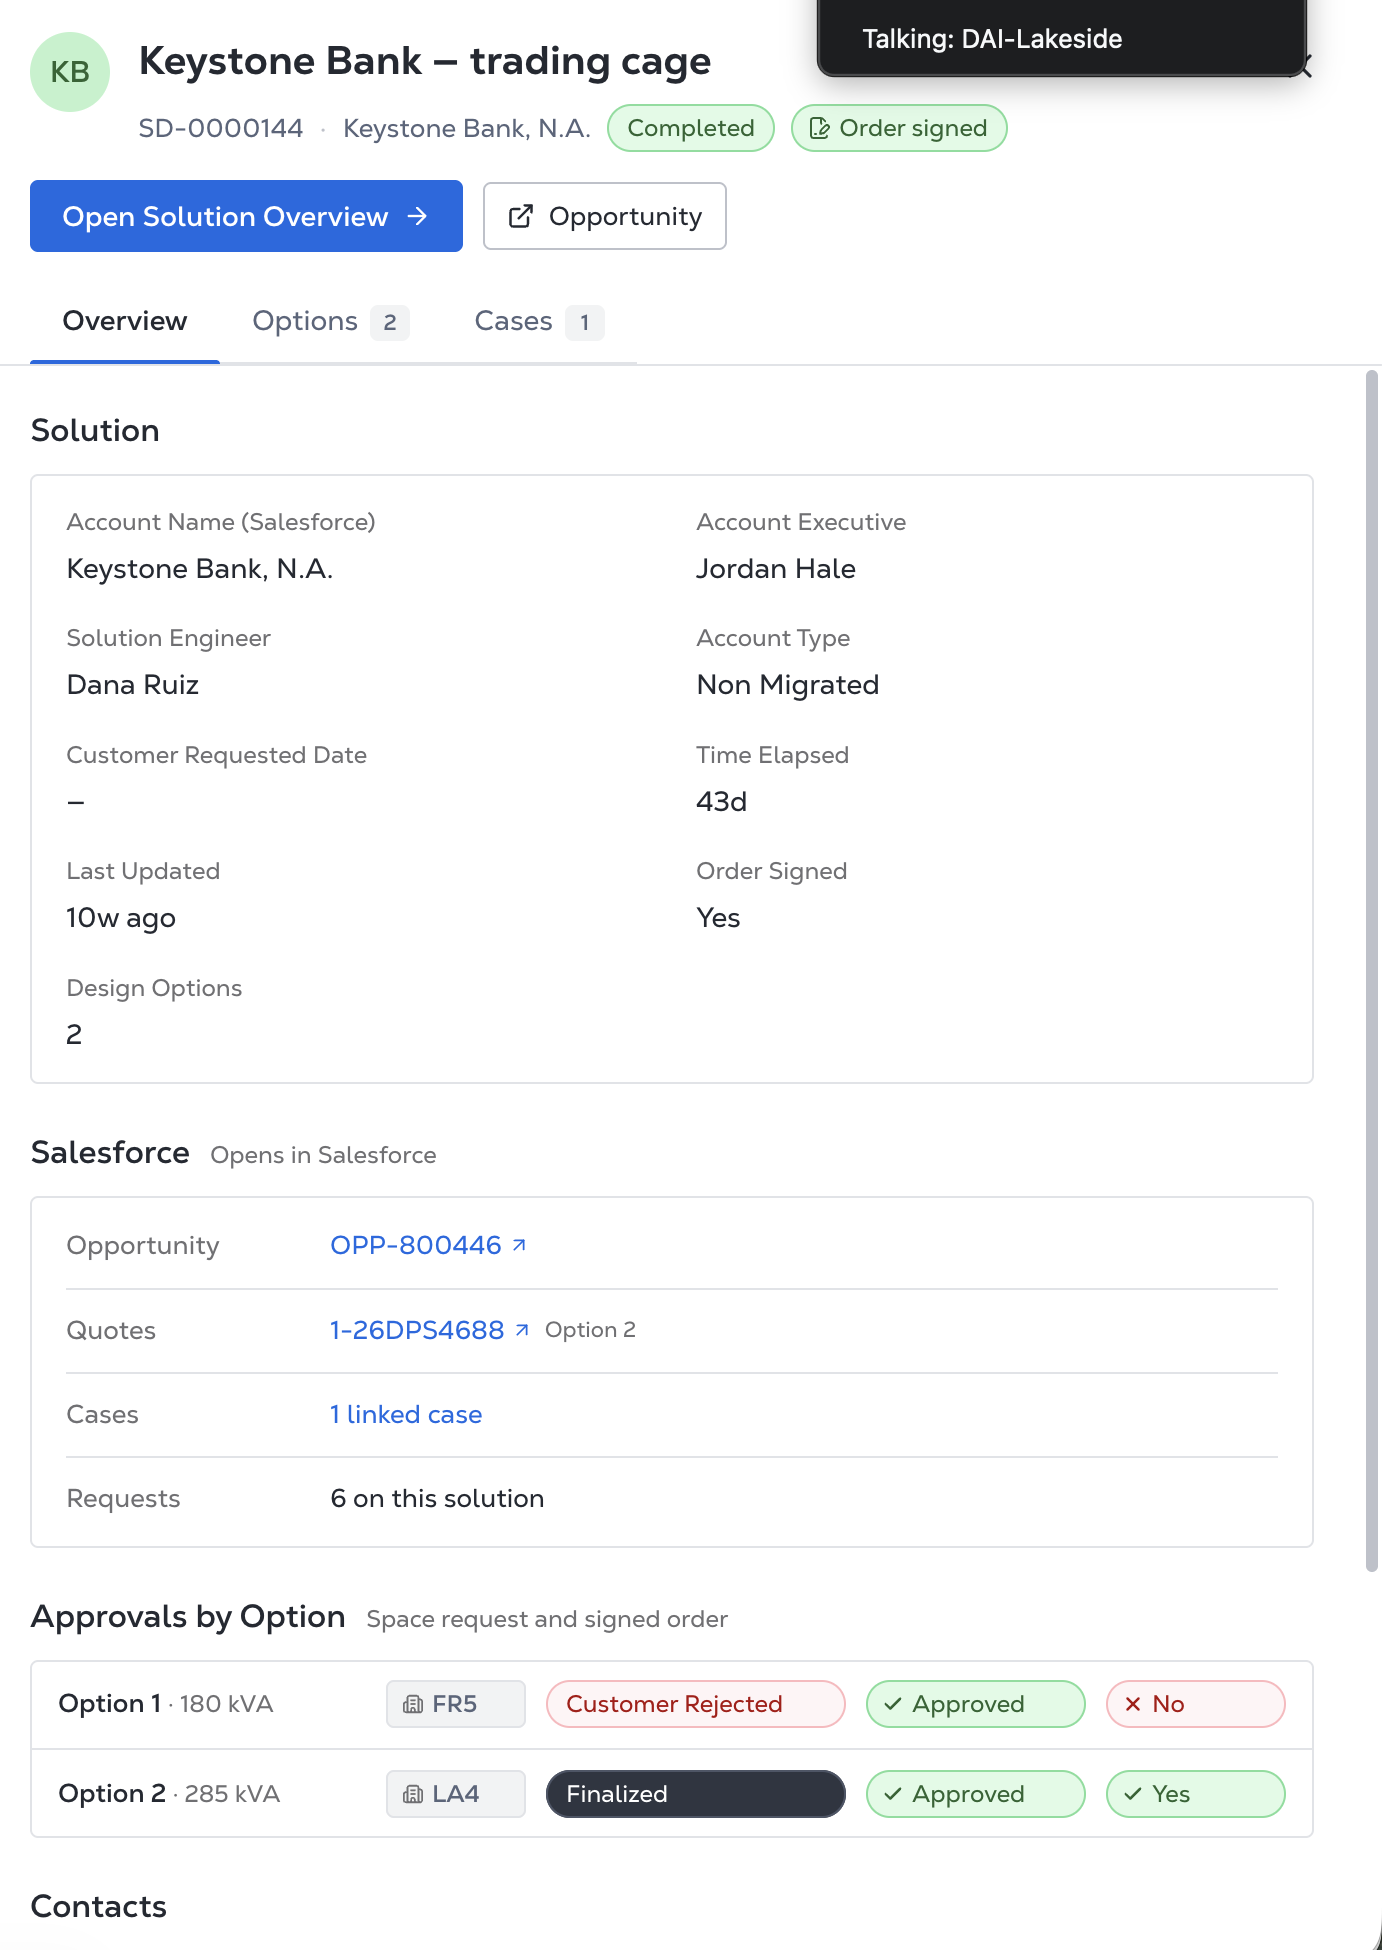 Talking: DAI-Lakeside
KB
Keystone Bank – trading cage
SD-0000144 · Keystone Bank, N.A. Completed Order signed
Open Solution Overview → Opportunity
Overview Options 2 Cases 1
Solution
Account Name (Salesforce) Account Executive
Keystone Bank, N.A. Jordan Hale
Solution Engineer Account Type
Dana Ruiz Non Migrated
Customer Requested Date Time Elapsed
– 43d
Last Updated Order Signed
10w ago Yes
Design Options
2
Salesforce Opens in Salesforce
Opportunity OPP-800446 ↗
Quotes 1-26DPS4688 ↗ Option 2
Cases 1 linked case
Requests 6 on this solution
Approvals by Option Space request and signed order
Option 1 · 180 kVA FR5 Customer Rejected ✓ Approved ✕ No
Option 2 · 285 kVA LA4 Finalized ✓ Approved ✓ Yes
Contacts